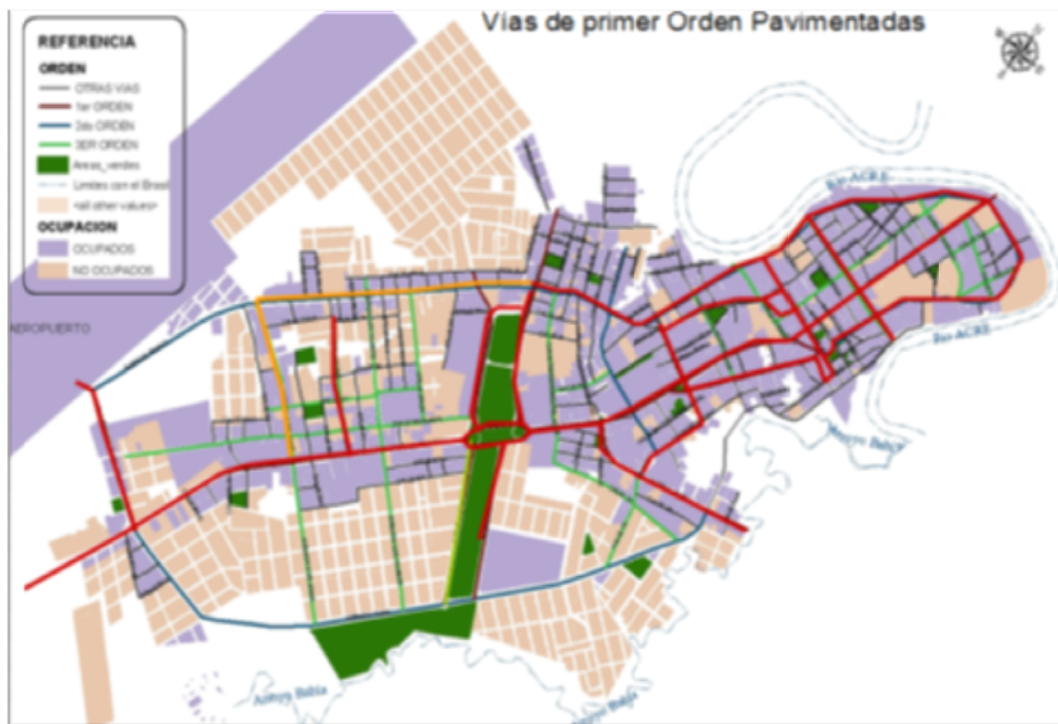 Vías de primer Orden Pavimentadas
REFERENCIA
ORDEN
OTRAS VIAS
1er ORDEN
2do ORDEN
3ER ORDEN
Areas_verdes
Limites con el Brasil
<all other values>
OCUPACION
OCUPADOS
NO OCUPADOS
Rio ACRE
AEROPUERTO
Rio ACRE
Arroyo Bahia
Arroyo Bahia
Arroyo Bahia